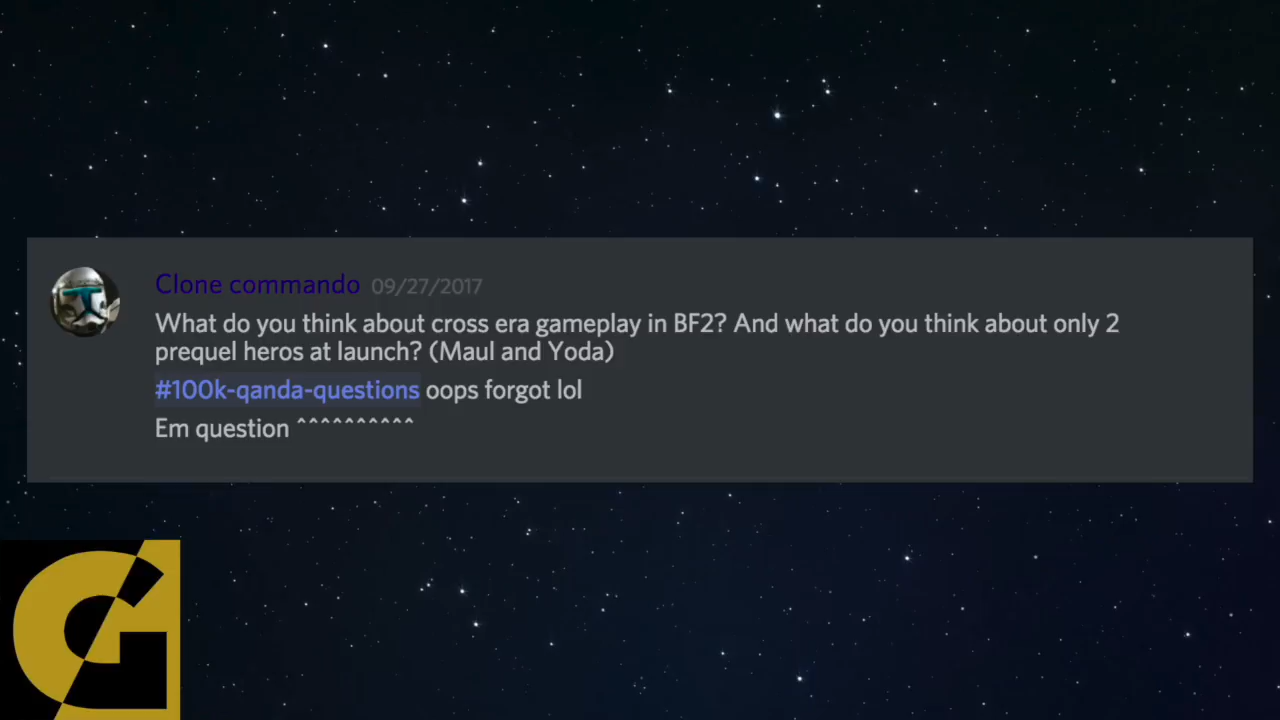 Clone commando 09/27/2017
What do you think about cross era gameplay in BF2? And what do you think about only 2
prequel heros at launch? (Maul and Yoda)
#100k-qanda-questions oops forgot lol
Em question ^^^^^^^^^^
G